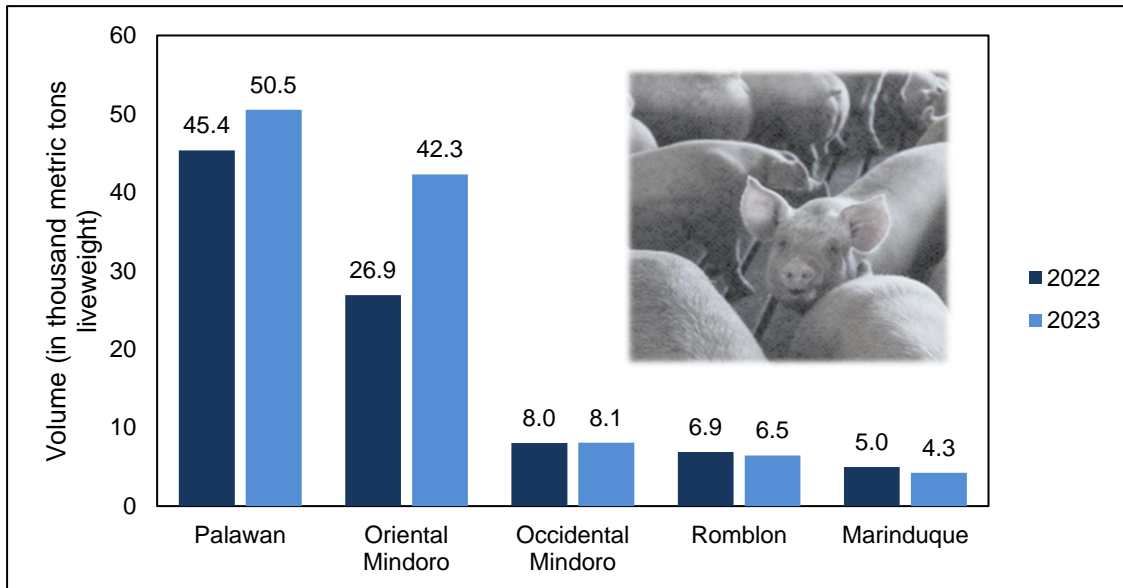 Volume (in thousand metric tons
liveweight)
60
50
40
30
20
10
0
45.4
50.5
26.9
42.3
8.0
8.1
6.9
6.5
5.0
4.3
Palawan
Oriental
Mindoro
Occidental
Mindoro
Romblon
Marinduque
2022
2023